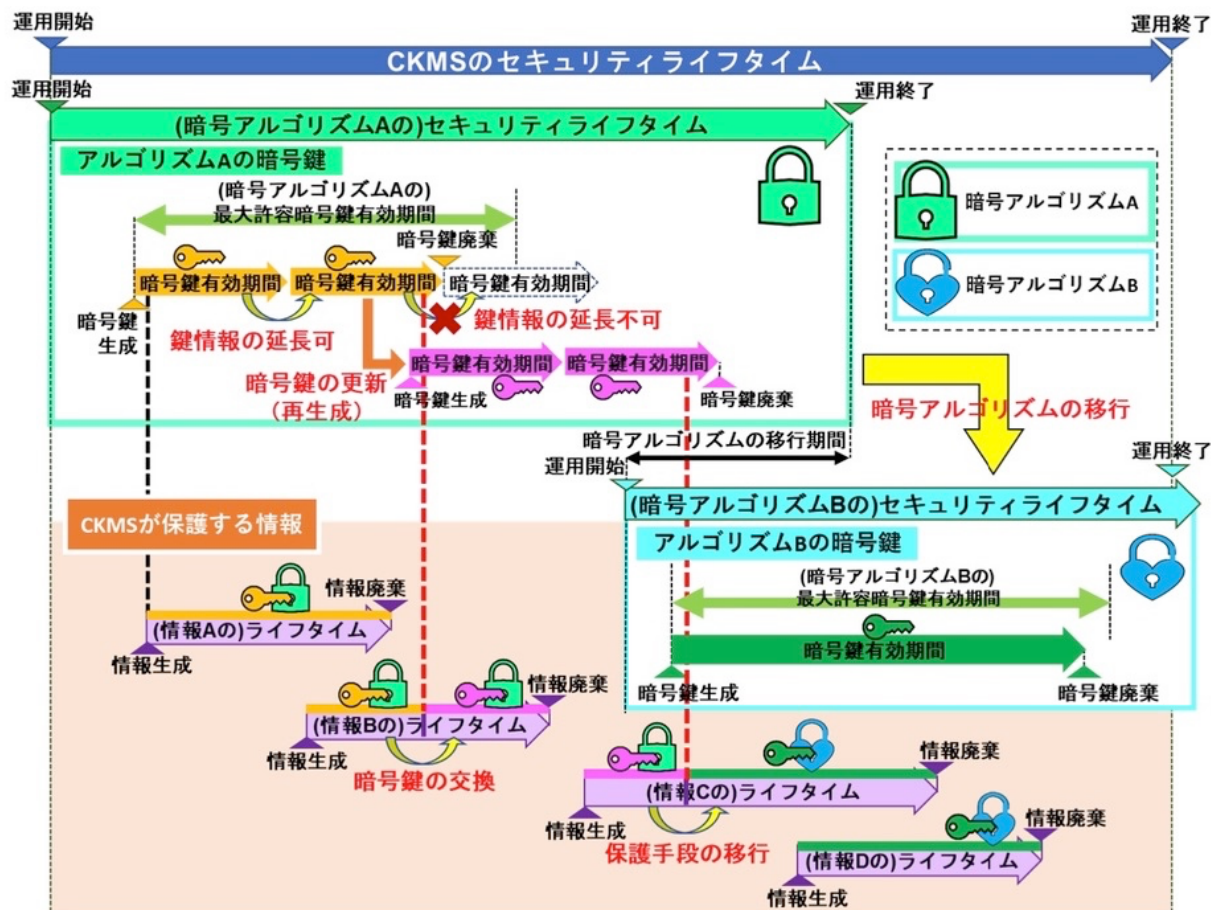 運用開始
運用終了
CKMSのセキュリティライフタイム
運用開始
運用終了
(暗号アルゴリズムAの)セキュリティライフタイム
アルゴリズムAの暗号鍵
(暗号アルゴリズムAの)
最大許容暗号鍵有効期間
暗号鍵廃棄
暗号アルゴリズムA
暗号アルゴリズムB
暗号鍵有効期間
暗号鍵有効期間
暗号鍵有効期間
暗号鍵
生成
鍵情報の延長可
鍵情報の延長不可
暗号鍵の更新
(再生成)
暗号鍵有効期間
暗号鍵有効期間
暗号鍵生成
暗号鍵廃棄
暗号アルゴリズムの移行
暗号アルゴリズムの移行期間
運用開始
運用終了
(暗号アルゴリズムBの)セキュリティライフタイム
アルゴリズムBの暗号鍵
(暗号アルゴリズムBの)
最大許容暗号鍵有効期間
暗号鍵有効期間
暗号鍵生成
暗号鍵廃棄
CKMSが保護する情報
情報廃棄
(情報Aの)ライフタイム
情報生成
情報廃棄
(情報Bの)ライフタイム
情報生成
暗号鍵の交換
情報廃棄
(情報Cの)ライフタイム
情報生成
保護手段の移行
情報廃棄
(情報Dの)ライフタイム
情報生成